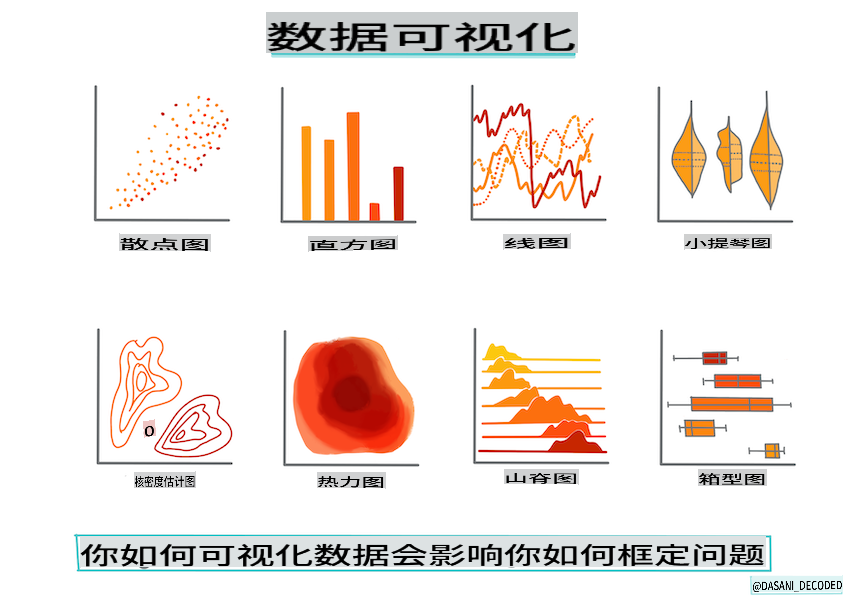 数据可视化
散点图
直方图
线图
小提琴图
O
核密度估计图
热力图
山脊图
箱型图
你如何可视化数据会影响你如何框定问题
@DASANI_DECODED